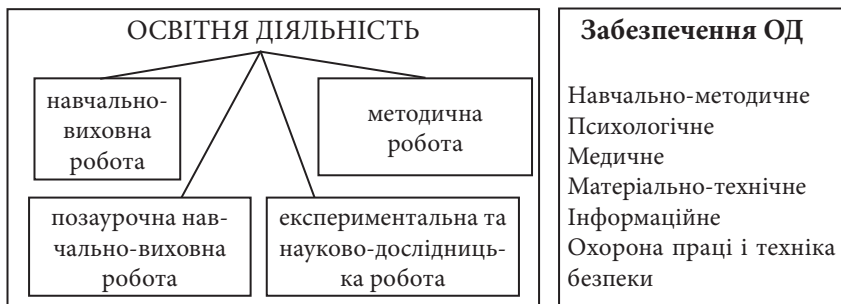 ОСВІТНЯ ДІЯЛЬНІСТЬ
навчально-
виховна
робота
методична
робота
позаурочна нав-
чально-виховна
робота
експериментальна та
науково-дослідниць-
ка робота
Забезпечення ОД
Навчально-методичне
Психологічне
Медичне
Матеріально-технічне
Інформаційне
Охорона праці і техніка
безпеки